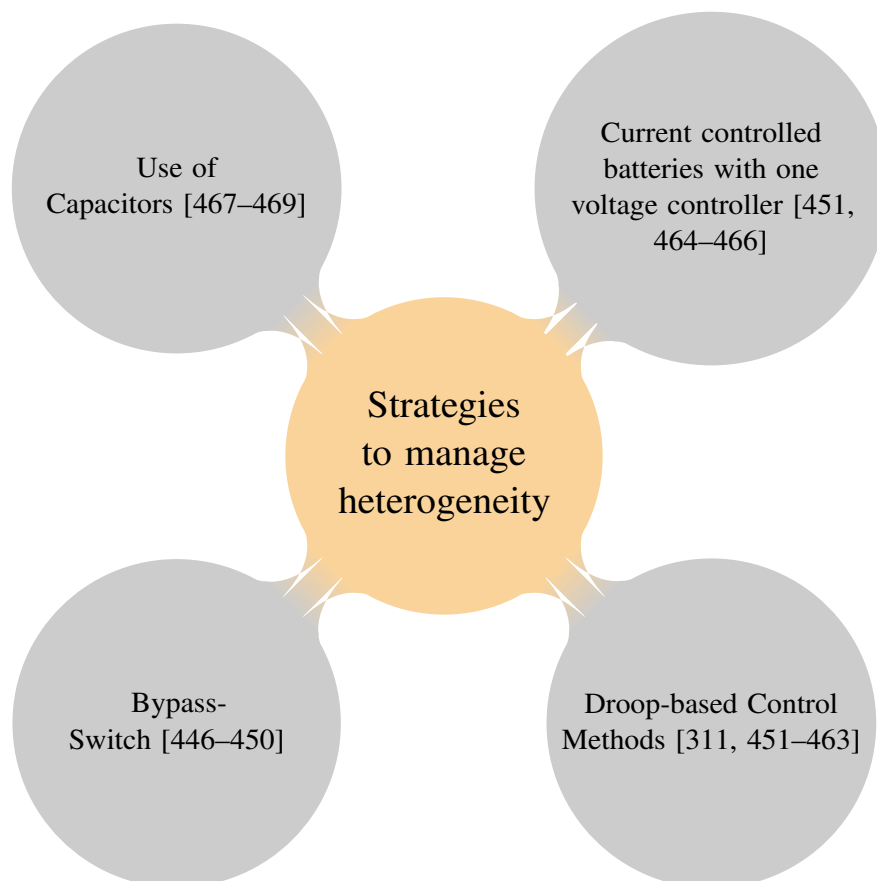 Use of
Capacitors [467–469]
Current controlled
batteries with one
voltage controller [451,
464–466]
Strategies
to manage
heterogeneity
Bypass-
Switch [446–450]
Droop-based Control
Methods [311, 451–463]